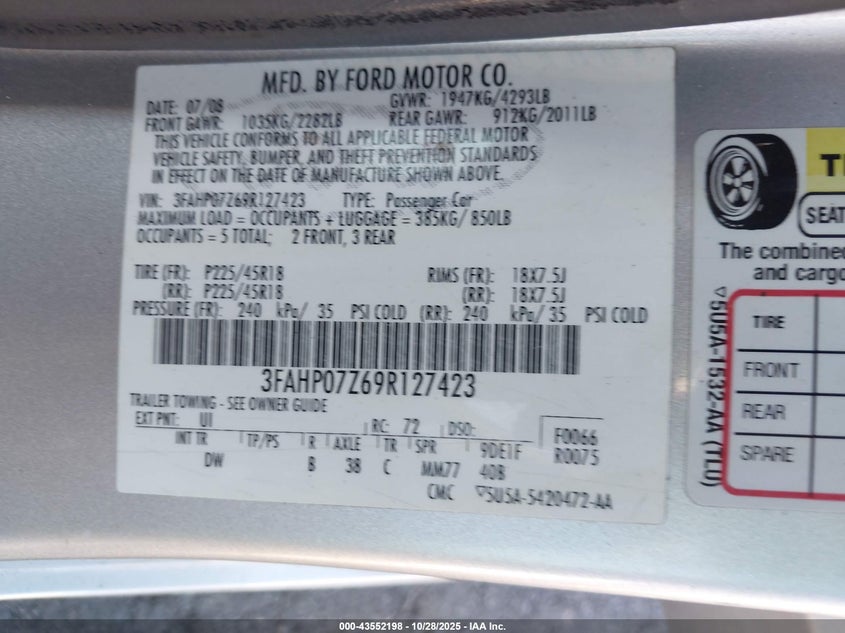 MFD. BY FORD MOTOR CO.
DATE: 07/08 GVWR: 1947KG/4293LB
FRONT GAWR: 1035KG/2282LB REAR GAWR: 912KG/2011LB
THIS VEHICLE CONFORMS TO ALL APPLICABLE FEDERAL MOTOR
VEHICLE SAFETY, BUMPER, AND THEFT PREVENTION STANDARDS
IN EFFECT ON THE DATE OF MANUFACTURE SHOWN ABOVE.
VIN: 3FAHP07Z69R127423 TYPE: Passenger Car
MAXIMUM LOAD = OCCUPANTS + LUGGAGE = 385KG/ 850LB
OCCUPANTS = 5 TOTAL; 2 FRONT, 3 REAR
TIRE (FR): P225/45R18 RIMS (FR): 18X7.5J
(RR): P225/45R18 (RR): 18X7.5J
PRESSURE (FR): 240 kPa/ 35 PSI COLD (RR): 240 kPa/ 35 PSI COLD
3FAHP07Z69R127423
TRAILER TOWING - SEE OWNER GUIDE
EXT PNT: UI RC: 72 DSO: F0066
INT TR TP/PS R AXLE TR SPR 9DE1F R0075
DW B 38 C MM77 40B
CMC ▽5U5A-5420472-AA
SEAT
The combined
and cargo
TIRE
FRONT
REAR
SPARE
▽5U5A-1532-AA (TLU)
000-43552198 | 10/28/2025 | IAA Inc.